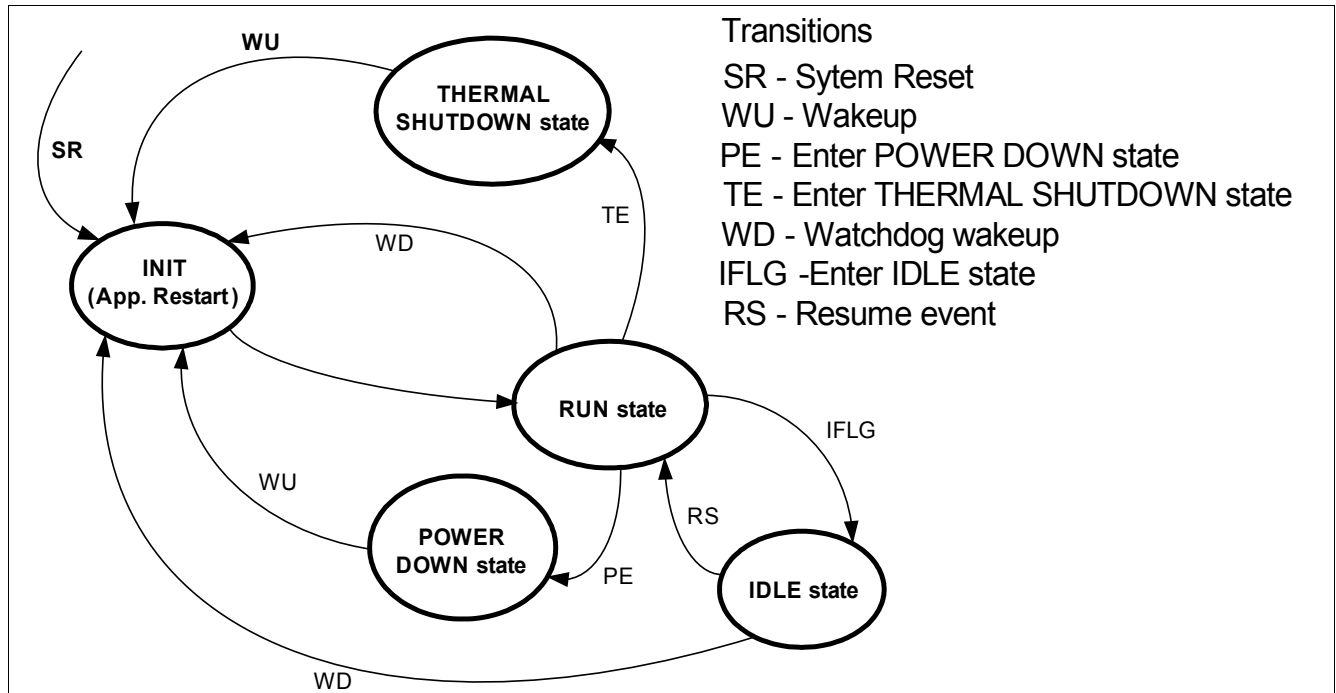 WU
THERMAL
SHUTDOWN state
SR
TE
WD
INIT
(App. Restart)
RUN state
IFLG
WU
RS
POWER
DOWN state
PE
IDLE state
WD
Transitions
SR - Sytem Reset
WU - Wakeup
PE - Enter POWER DOWN state
TE - Enter THERMAL SHUTDOWN state
WD - Watchdog wakeup
IFLG -Enter IDLE state
RS - Resume event